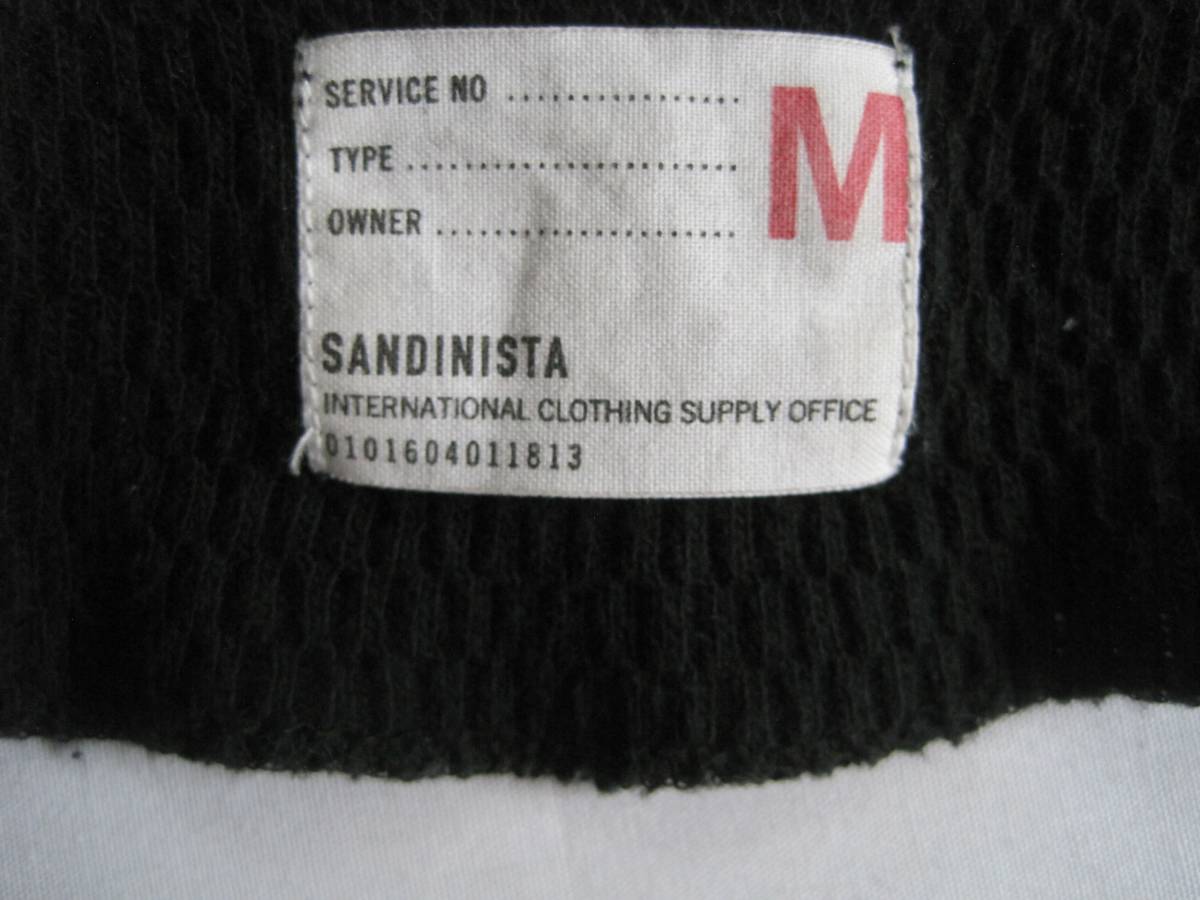 SERVICE NO ................ M
TYPE ........................
OWNER .....................
SANDINISTA
INTERNATIONAL CLOTHING SUPPLY OFFICE
0101604011813